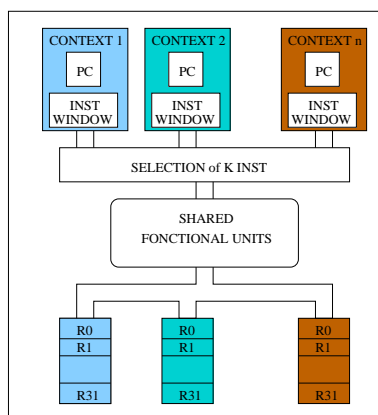 CONTEXT 1 CONTEXT 2 CONTEXT n
PC PC PC
INST INST INST
WINDOW WINDOW WINDOW
SELECTION of K INST
SHARED
FONCTIONAL UNITS
R0 R0 R0
R1 R1 R1
R31 R31 R31